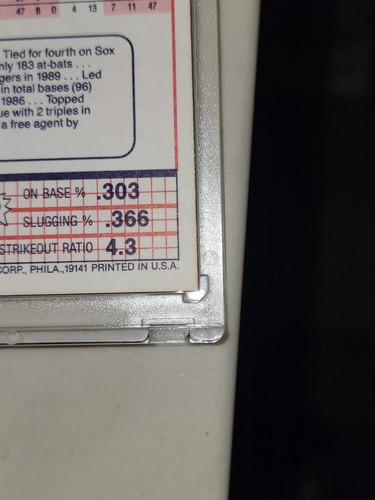 47 8 0 4 13 7 11 47
Tied for fourth on Sox
nly 183 at-bats . . .
gers in 1989 . . . Led
in total bases (96)
1986 . . . Topped
ue with 2 triples in
a free agent by
ON BASE % .303
SLUGGING % .366
STRIKEOUT RATIO 4.3
CORP., PHILA.,19141 PRINTED IN U.S.A.